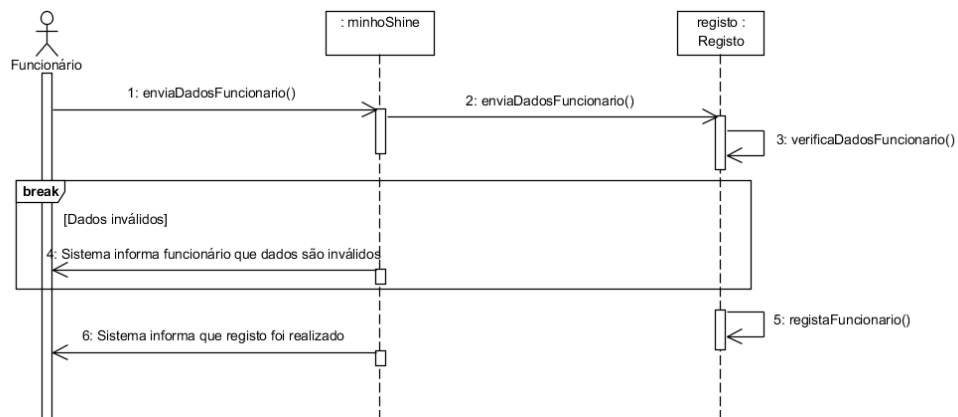 : minhoShine
registo :
Registo
Funcionário
1: enviaDadosFuncionario()
2: enviaDadosFuncionario()
3: verificaDadosFuncionario()
break
[Dados inválidos]
4: Sistema informa funcionário que dados são inválidos
5: registaFuncionario()
6: Sistema informa que registo foi realizado